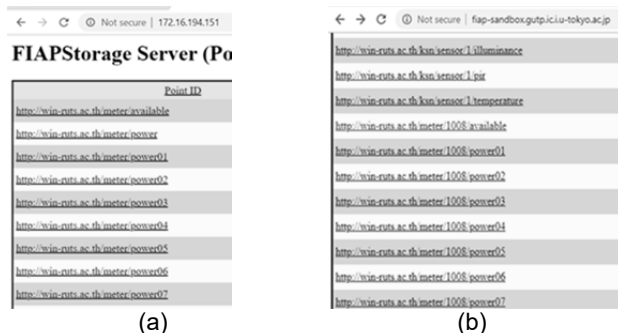 Not secure | 172.16.194.151
FIAPStorage Server (Po
Point ID
http://win-ruts.ac.th/meter/available
http://win-ruts.ac.th/meter/power
http://win-ruts.ac.th/meter/power01
http://win-ruts.ac.th/meter/power02
http://win-ruts.ac.th/meter/power03
http://win-ruts.ac.th/meter/power04
http://win-ruts.ac.th/meter/power05
http://win-ruts.ac.th/meter/power06
http://win-ruts.ac.th/meter/power07
(a)
Not secure | fiap-sandbox.gutp.ic.i.u-tokyo.ac.jp
http://win-ruts.ac.th/ksn/sensor/1/illuminance
http://win-ruts.ac.th/ksn/sensor/1/pir
http://win-ruts.ac.th/ksn/sensor/1/temperature
http://win-ruts.ac.th/meter/1008/available
http://win-ruts.ac.th/meter/1008/power01
http://win-ruts.ac.th/meter/1008/power02
http://win-ruts.ac.th/meter/1008/power03
http://win-ruts.ac.th/meter/1008/power04
http://win-ruts.ac.th/meter/1008/power05
http://win-ruts.ac.th/meter/1008/power06
http://win-ruts.ac.th/meter/1008/power07
(b)